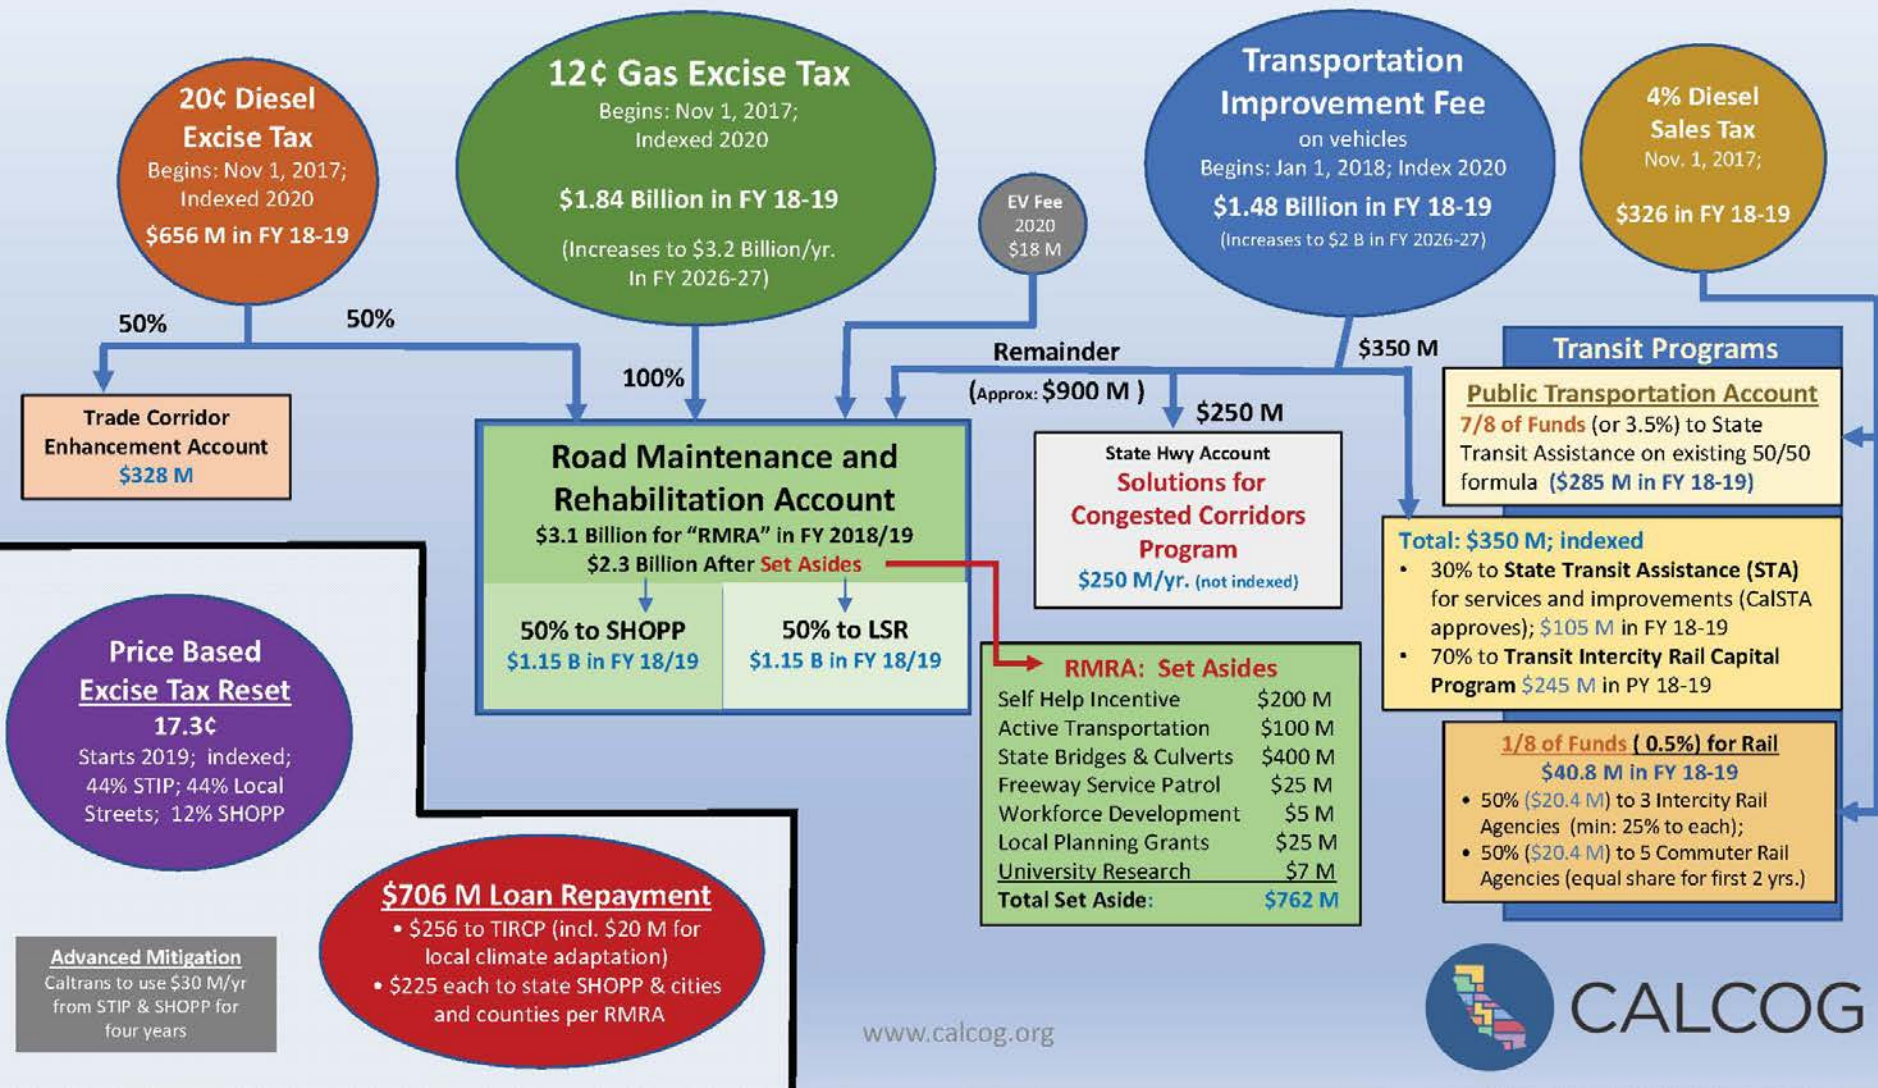 20¢ Diesel
Excise Tax
Begins: Nov 1, 2017;
Indexed 2020
$656 M in FY 18-19
12¢ Gas Excise Tax
Begins: Nov 1, 2017;
Indexed 2020
$1.84 Billion in FY 18-19
(Increases to $3.2 Billion/yr.
In FY 2026-27)
EV Fee
2020
$18 M
Transportation
Improvement Fee
on vehicles
Begins: Jan 1, 2018; Index 2020
$1.48 Billion in FY 18-19
(Increases to $2 B in FY 2026-27)
4% Diesel
Sales Tax
Nov. 1, 2017;
$326 in FY 18-19
50%
50%
100%
Remainder
(Approx: $900 M )
$250 M
$350 M
Trade Corridor
Enhancement Account
$328 M
Road Maintenance and
Rehabilitation Account
$3.1 Billion for “RMRA” in FY 2018/19
$2.3 Billion After Set Asides
50% to SHOPP
$1.15 B in FY 18/19
50% to LSR
$1.15 B in FY 18/19
State Hwy Account
Solutions for
Congested Corridors
Program
$250 M/yr. (not indexed)
Transit Programs
Public Transportation Account
7/8 of Funds (or 3.5%) to State
Transit Assistance on existing 50/50
formula ($285 M in FY 18-19)
Total: $350 M; indexed
• 30% to State Transit Assistance (STA)
for services and improvements (CalSTA
approves); $105 M in FY 18-19
• 70% to Transit Intercity Rail Capital
Program $245 M in PY 18-19
1/8 of Funds ( 0.5%) for Rail
$40.8 M in FY 18-19
• 50% ($20.4 M) to 3 Intercity Rail
Agencies (min: 25% to each);
• 50% ($20.4 M) to 5 Commuter Rail
Agencies (equal share for first 2 yrs.)
RMRA: Set Asides
Self Help Incentive $200 M
Active Transportation $100 M
State Bridges & Culverts $400 M
Freeway Service Patrol $25 M
Workforce Development $5 M
Local Planning Grants $25 M
University Research $7 M
Total Set Aside: $762 M
Price Based
Excise Tax Reset
17.3¢
Starts 2019; indexed;
44% STIP; 44% Local
Streets; 12% SHOPP
$706 M Loan Repayment
• $256 to TIRCP (incl. $20 M for
local climate adaptation)
• $225 each to state SHOPP & cities
and counties per RMRA
Advanced Mitigation
Caltrans to use $30 M/yr
from STIP & SHOPP for
four years
www.calcog.org
CALCOG